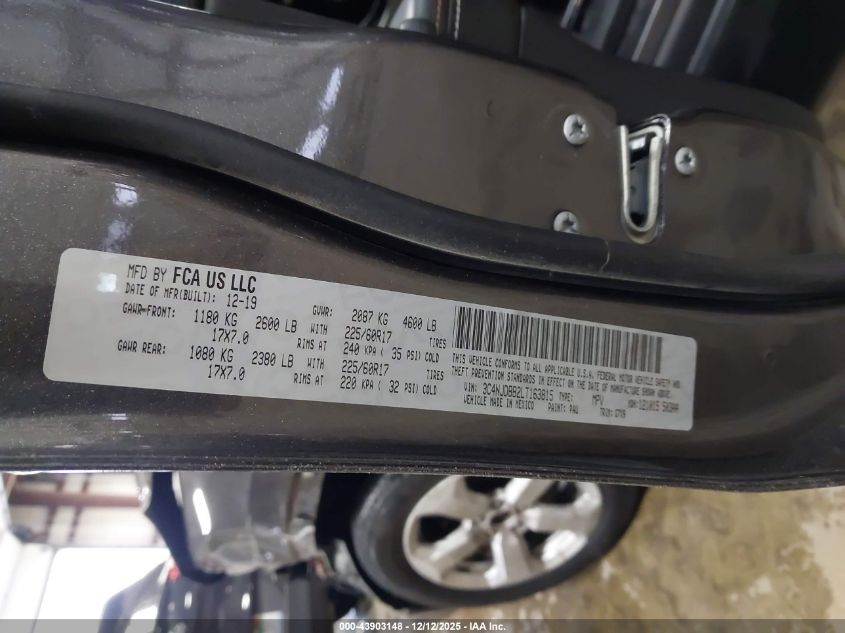 MFD BY FCA US LLC
DATE OF MFR(BUILT): 12-19
GVWR: 2087 KG 4600 LB
GAWR-FRONT: 1180 KG 2600 LB WITH 225/60R17 TIRES
17X7.0 RIMS AT 240 KPA ( 35 PSI) COLD
GAWR REAR: 1080 KG 2380 LB WITH 225/60R17 TIRES
17X7.0 RIMS AT 220 KPA ( 32 PSI) COLD
THIS VEHICLE CONFORMS TO ALL APPLICABLE U.S.A. FEDERAL MOTOR VEHICLE SAFETY AND
THEFT PREVENTION STANDARDS IN EFFECT ON THE DATE OF MANUFACTURE SHOWN ABOVE.
VIN: 3C4NJDBB2LT163815 TYPE: MPV
VEHICLE MADE IN MEXICO PAINT: PAU
000-43903148 - 12/12/2025 - IAA Inc.